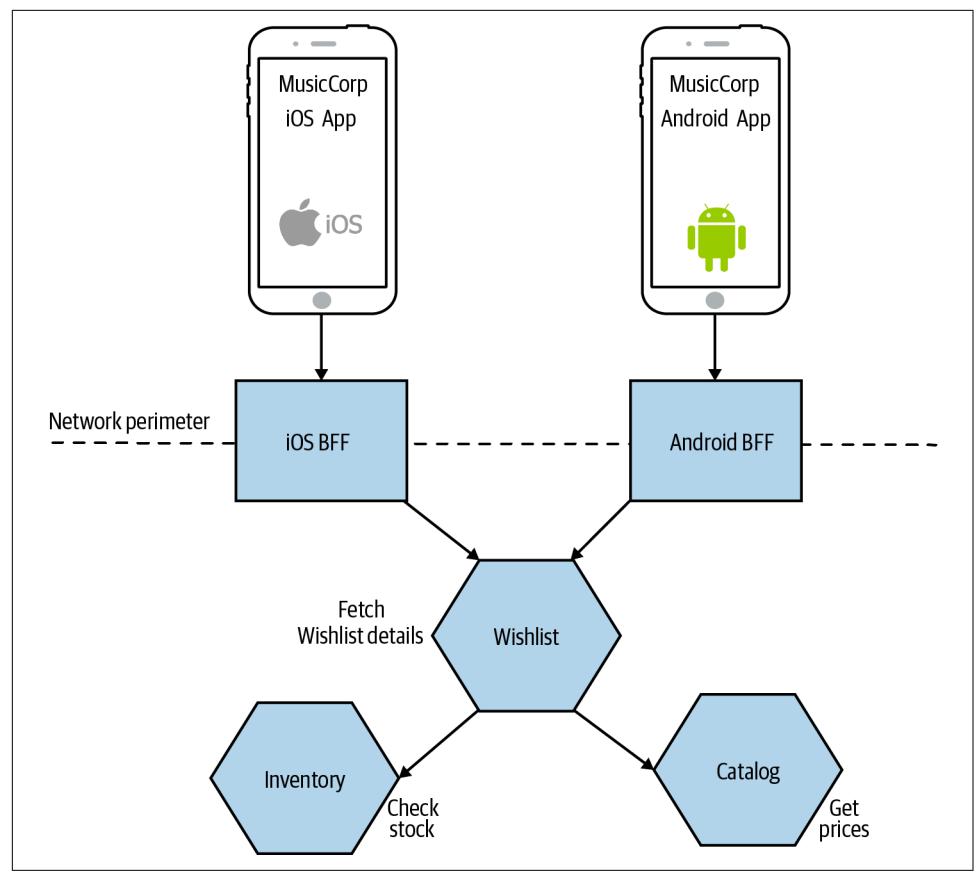 MusicCorp
iOS App
iOS
MusicCorp
Android App
Network perimeter
iOS BFF
Android BFF
Fetch
Wishlist details
Wishlist
Inventory
Check
stock
Catalog
Get
prices